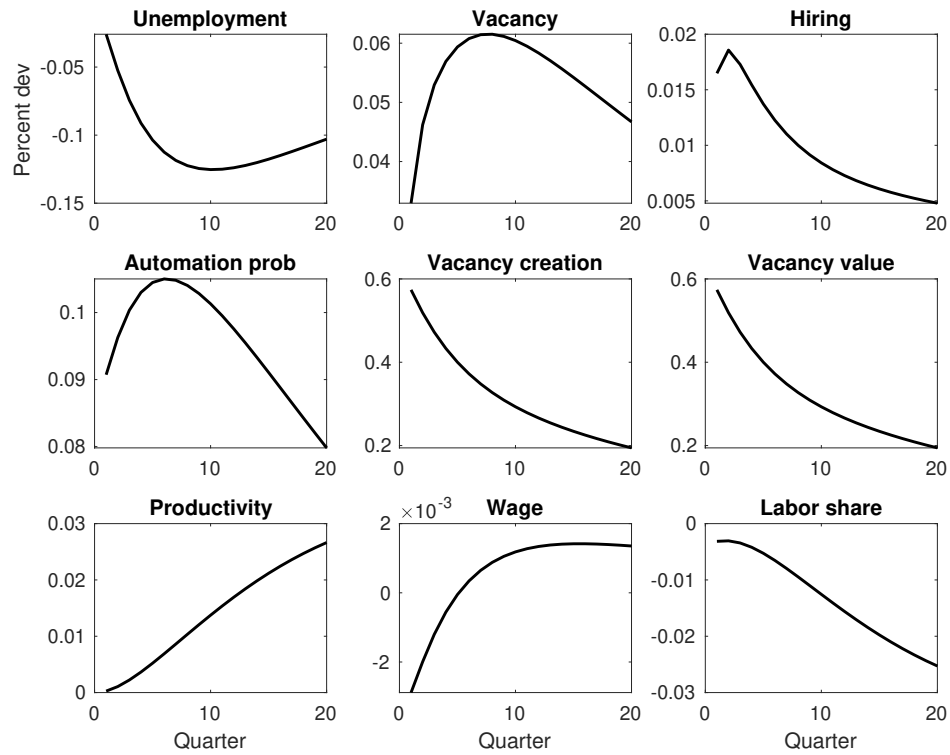 Unemployment
-0.05
-0.1
-0.15
0 10 20
Percent dev
Vacancy
0.06
0.05
0.04
0 10 20
Hiring
0.02
0.015
0.01
0.005
0 10 20
Automation prob
0.1
0.09
0.08
0 10 20
Vacancy creation
0.6
0.4
0.2
0 10 20
Vacancy value
0.6
0.4
0.2
0 10 20
Productivity
0.03
0.02
0.01
0
0 10 20
Quarter
Wage
×10⁻³
2
0
-2
0 10 20
Quarter
Labor share
0
-0.01
-0.02
-0.03
0 10 20
Quarter